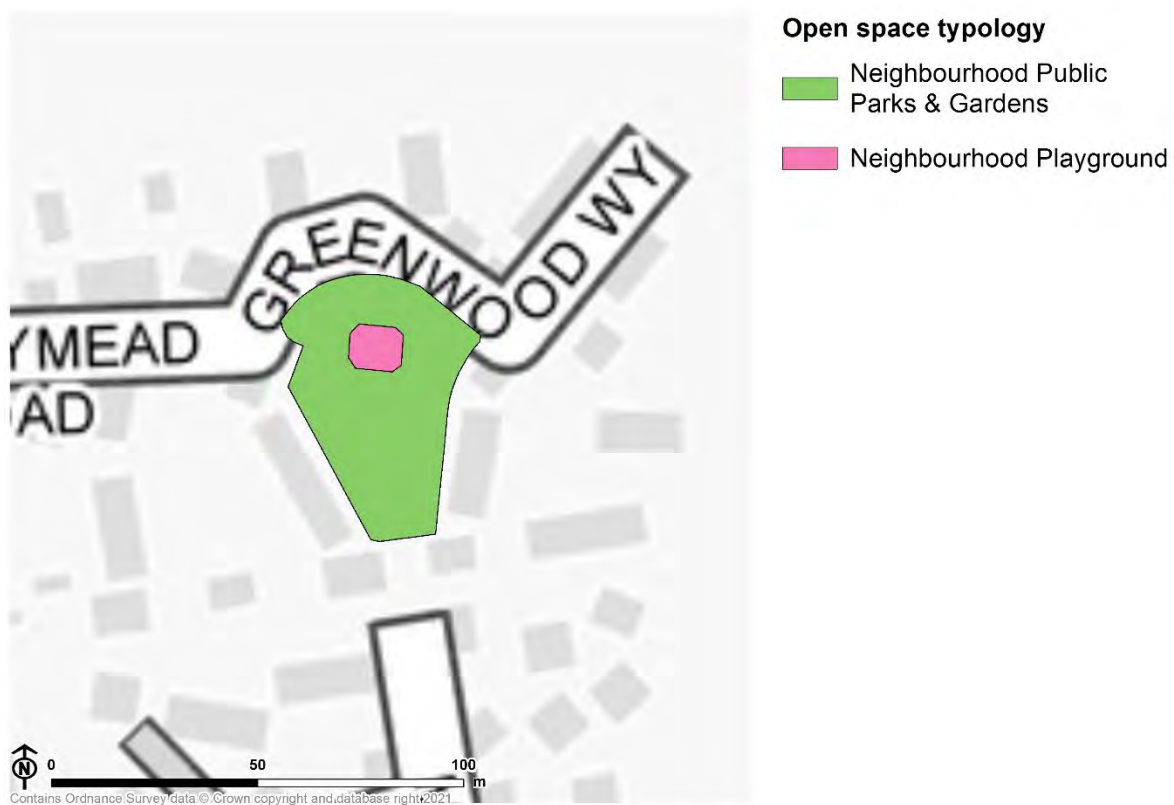 Open space typology
Neighbourhood Public
Parks & Gardens
Neighbourhood Playground
GREENWOOD WY
YMEAD
AD
N
0 50 100
m
Contains Ordnance Survey data © Crown copyright and database right 2021